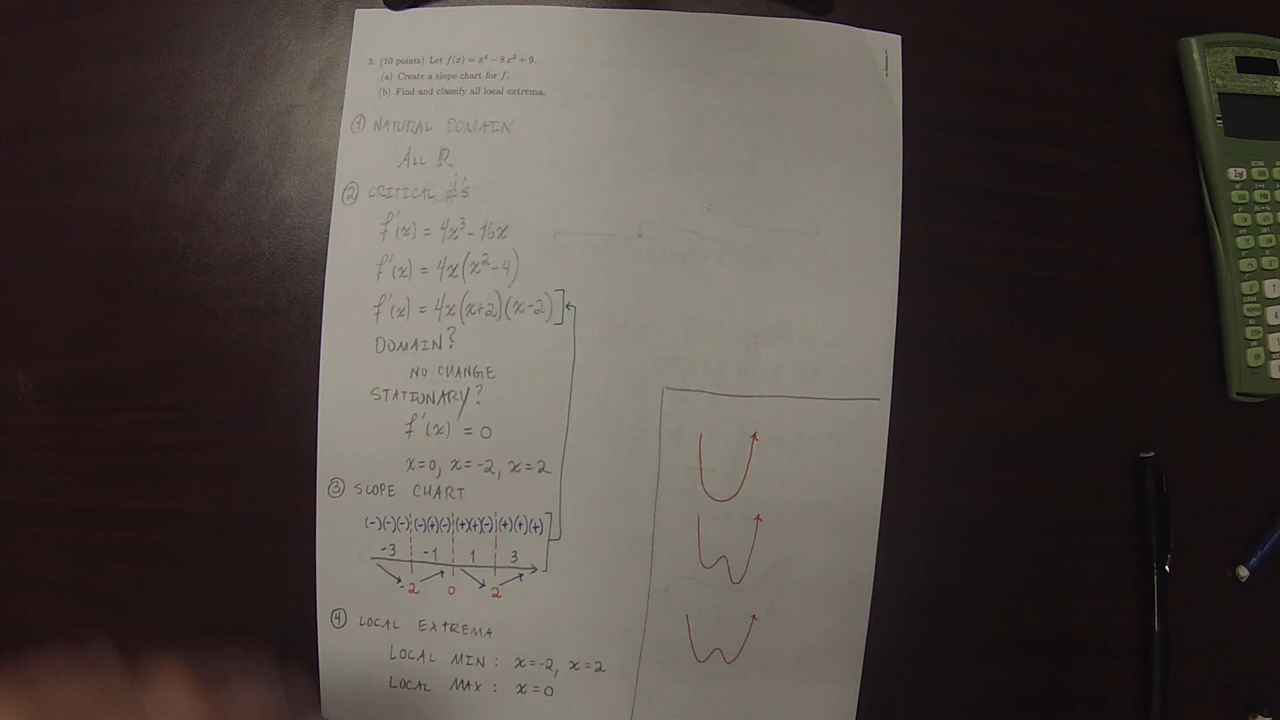 3. (10 points) Let f(x) = x⁴ − 8x² + 9.
(a) Create a slope chart for f.
(b) Find and classify all local extrema.
① NATURAL DOMAIN
ALL ℝ
② CRITICAL #'s
f'(x) = 4x³ - 16x
f'(x) = 4x(x²-4)
f'(x) = 4x(x+2)(x-2)
DOMAIN?
NO CHANGE
STATIONARY?
f'(x) = 0
x=0, x=-2, x=2
③ SLOPE CHART
(-)(-)(-) (-)(+)(-) (+)(+)(-) (+)(+)(+)
-3 -1 1 3
-2 0 2
④ LOCAL EXTREMA
LOCAL MIN: x=-2, x=2
LOCAL MAX: x=0